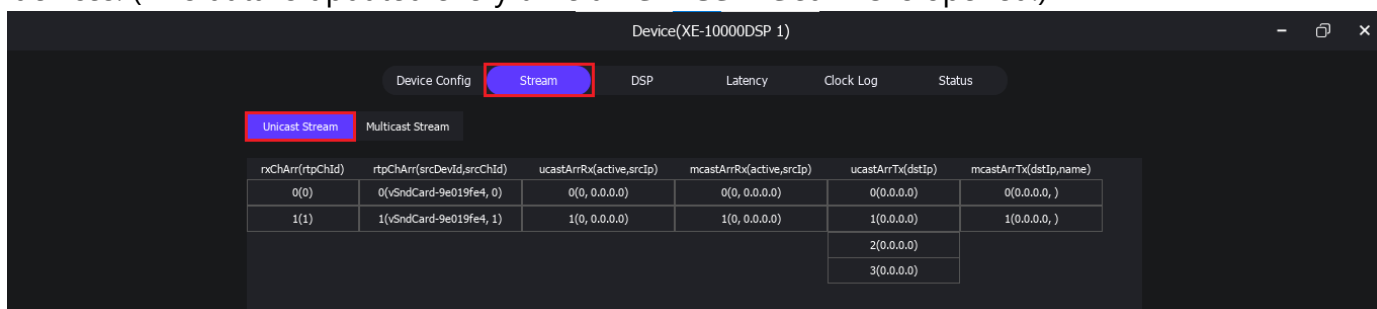 Device(XE-10000DSP 1)
Device Config Stream DSP Latency Clock Log Status
Unicast Stream Multicast Stream
rxChArr(rtpChId) rtpChArr(srcDevId,srcChId) ucastArrRx(active,srcIp) mcastArrRx(active,srcIp) ucastArrTx(dstIp) mcastArrTx(dstIp,name)
0(0) 0(vSndCard-9e019fe4, 0) 0(0, 0.0.0.0) 0(0, 0.0.0.0) 0(0.0.0.0) 0(0.0.0.0, )
1(1) 1(vSndCard-9e019fe4, 1) 1(0, 0.0.0.0) 1(0, 0.0.0.0) 1(0.0.0.0) 1(0.0.0.0, )
2(0.0.0.0)
3(0.0.0.0)